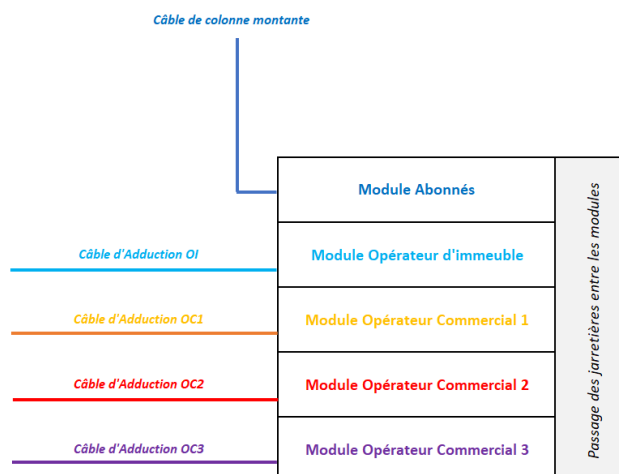 Câble de colonne montante
Module Abonnés
Câble d'Adduction OI
Module Opérateur d'immeuble
Câble d'Adduction OC1
Module Opérateur Commercial 1
Câble d'Adduction OC2
Module Opérateur Commercial 2
Câble d'Adduction OC3
Module Opérateur Commercial 3
Passage des jarretières entre les modules